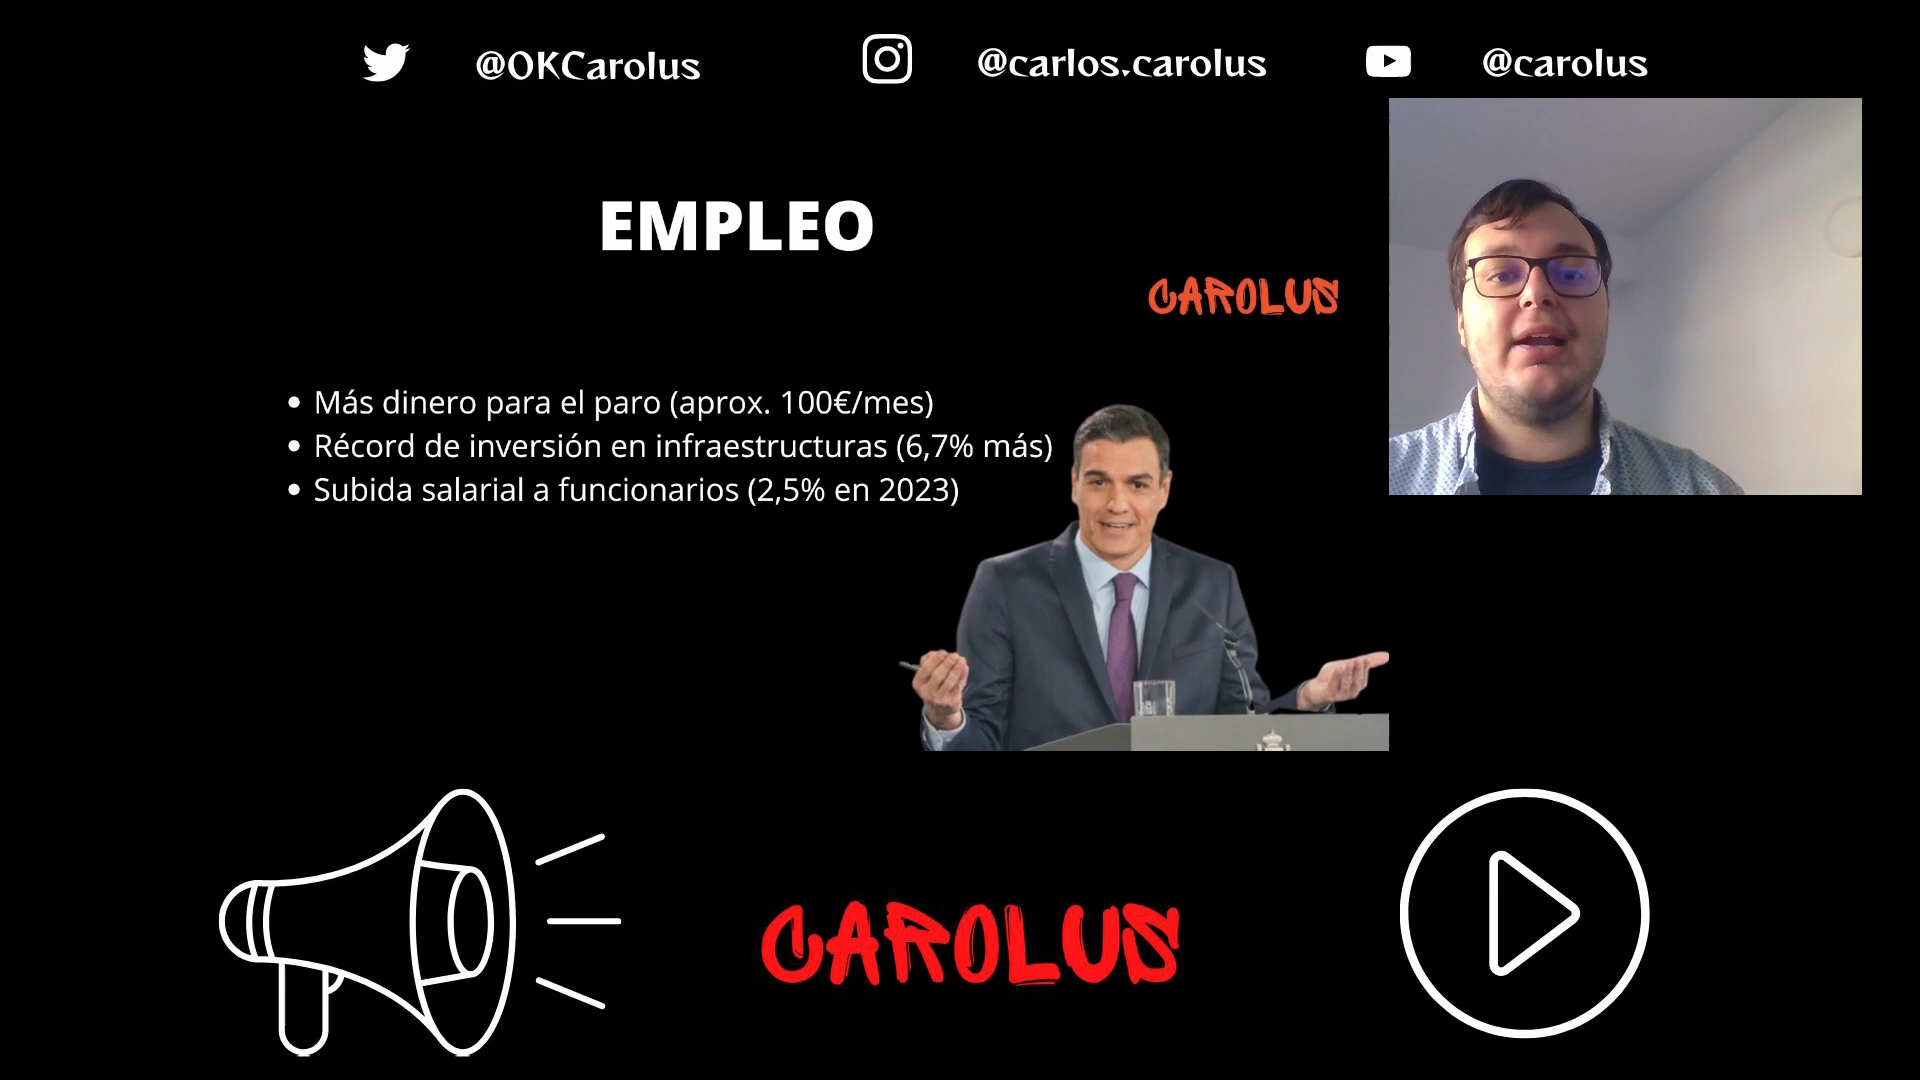 @OKCarolus
@carlos.carolus
@carolus
EMPLEO
CAROLUS
• Más dinero para el paro (aprox. 100€/mes)
• Récord de inversión en infraestructuras (6,7% más)
• Subida salarial a funcionarios (2,5% en 2023)
CAROLUS